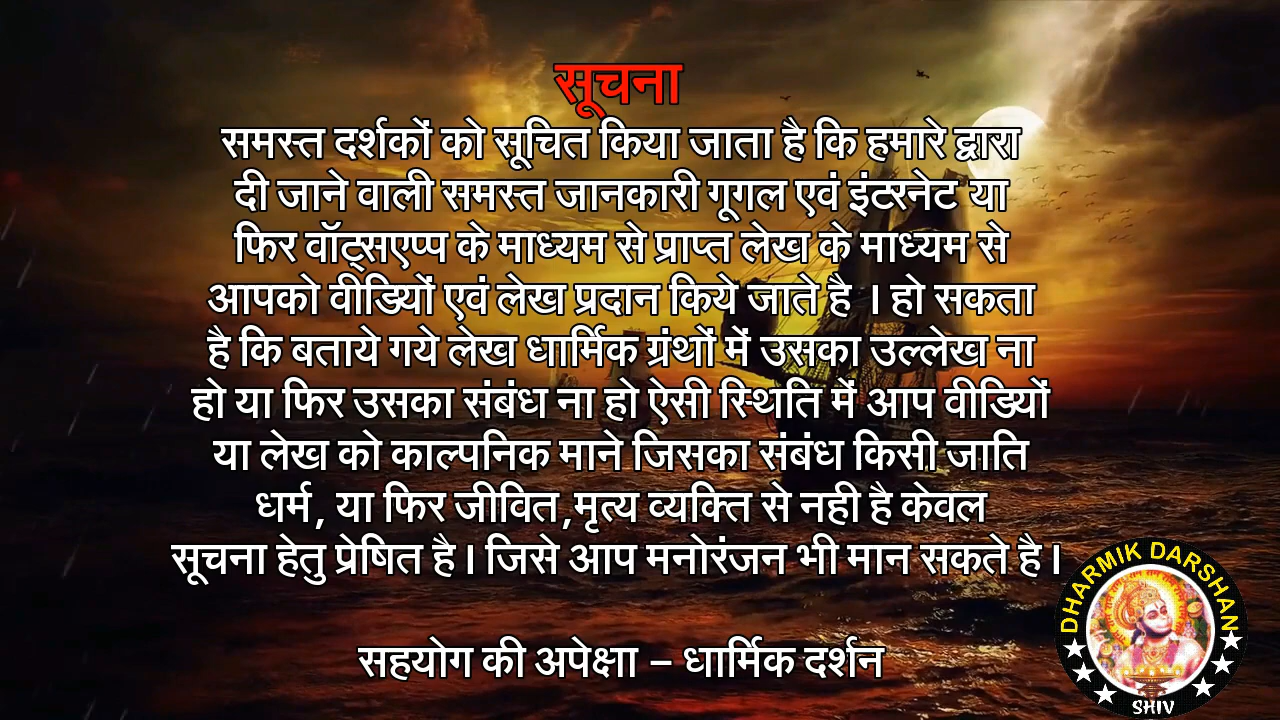 सूचना
समस्त दर्शकों को सूचित किया जाता है कि हमारे द्वारा
दी जाने वाली समस्त जानकारी गूगल एवं इंटरनेट या
फिर वॉट्सएप्प के माध्यम से प्राप्त लेख के माध्यम से
आपको वीडियों एवं लेख प्रदान किये जाते है । हो सकता
है कि बताये गये लेख धार्मिक ग्रंथों में उसका उल्लेख ना
हो या फिर उसका संबंध ना हो ऐसी स्थिति में आप वीडियों
या लेख को काल्पनिक माने जिसका संबंध किसी जाति
धर्म , या फिर जीवित ,मृत्य व्यक्ति से नही है केवल
सूचना हेतु प्रेषित है । जिसे आप मनोरंजन भी मान सकते है ।
सहयोग की अपेक्षा – धार्मिक दर्शन
DHARMIK DARSHAN
SHIV